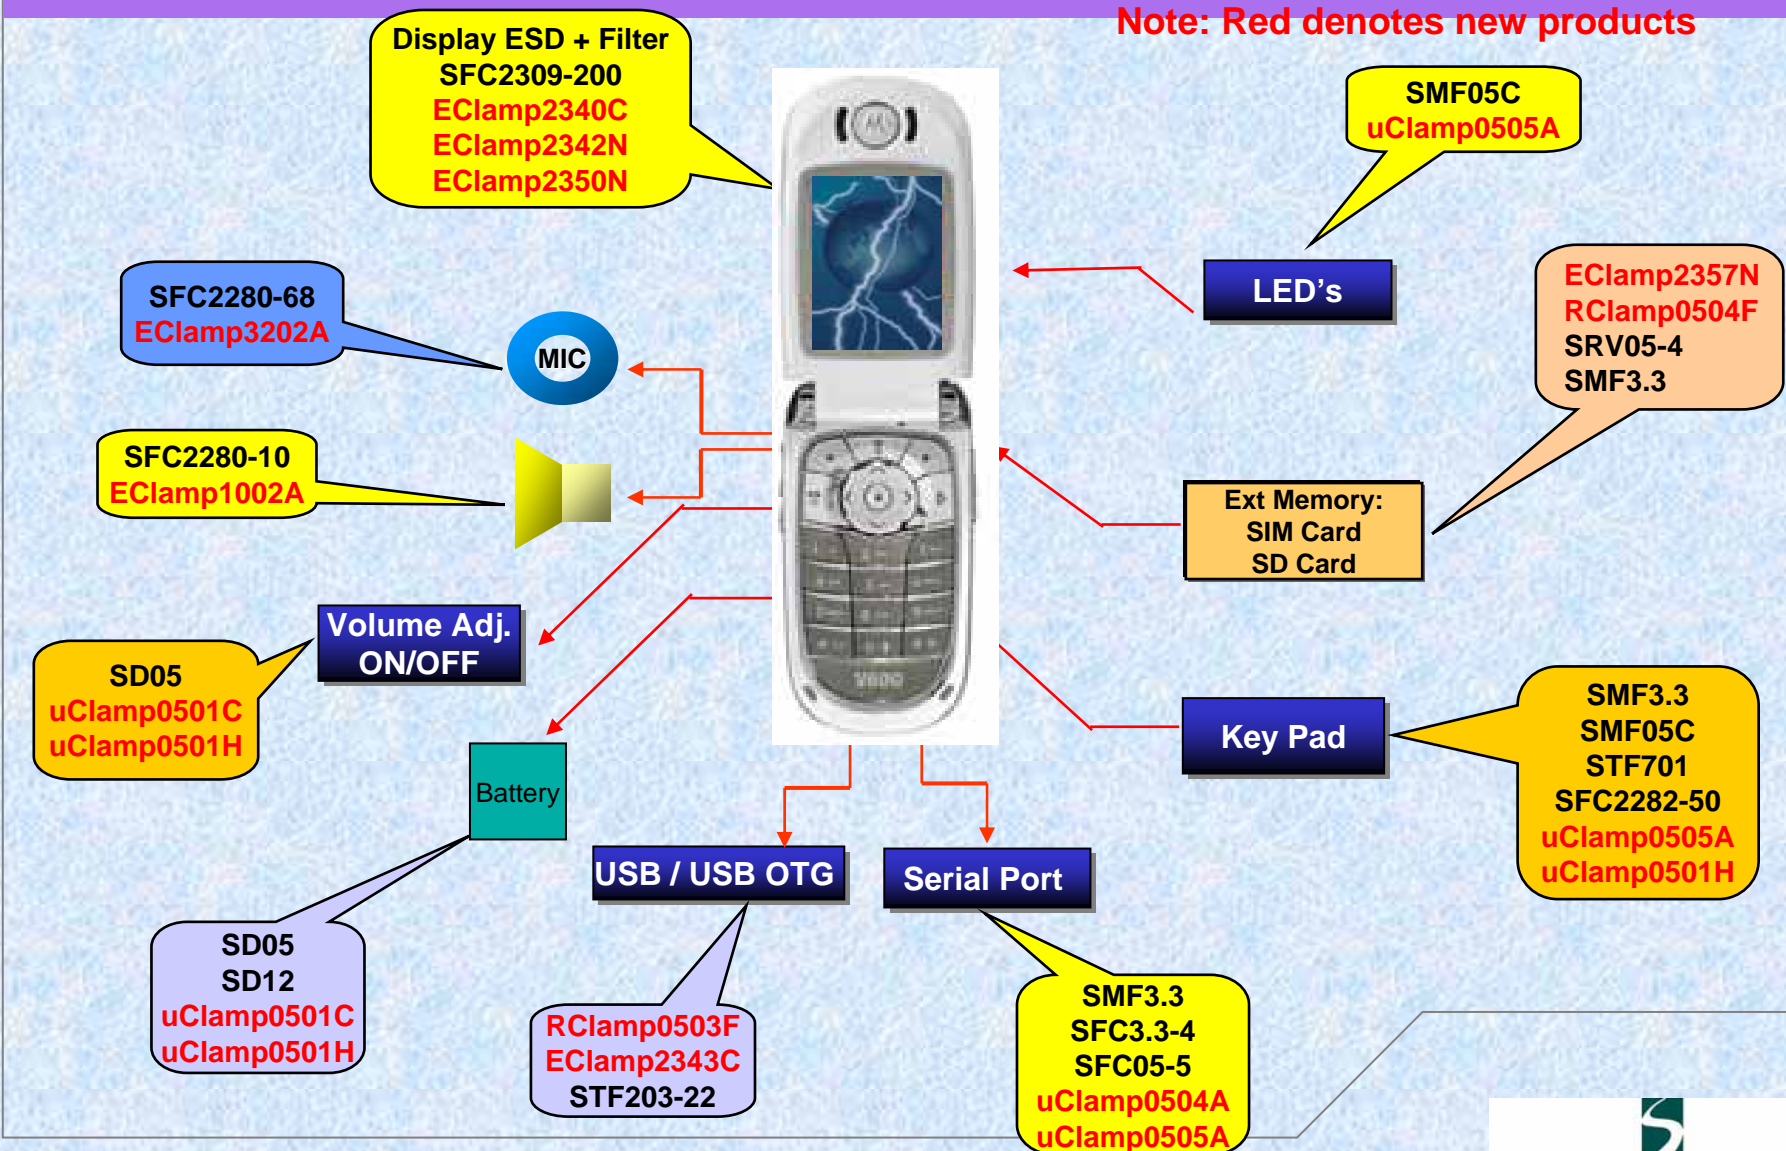 Note: Red denotes new products
Display ESD + Filter
SFC2309-200
EClamp2340C
EClamp2342N
EClamp2350N
SMF05C
uClamp0505A
LED's
EClamp2357N
RClamp0504F
SRV05-4
SMF3.3
SFC2280-68
EClamp3202A
MIC
SFC2280-10
EClamp1002A
Ext Memory:
SIM Card
SD Card
Volume Adj.
ON/OFF
SD05
uClamp0501C
uClamp0501H
V600
Key Pad
SMF3.3
SMF05C
STF701
SFC2282-50
uClamp0505A
uClamp0501H
Battery
USB / USB OTG
Serial Port
SD05
SD12
uClamp0501C
uClamp0501H
RClamp0503F
EClamp2343C
STF203-22
SMF3.3
SFC3.3-4
SFC05-5
uClamp0504A
uClamp0505A